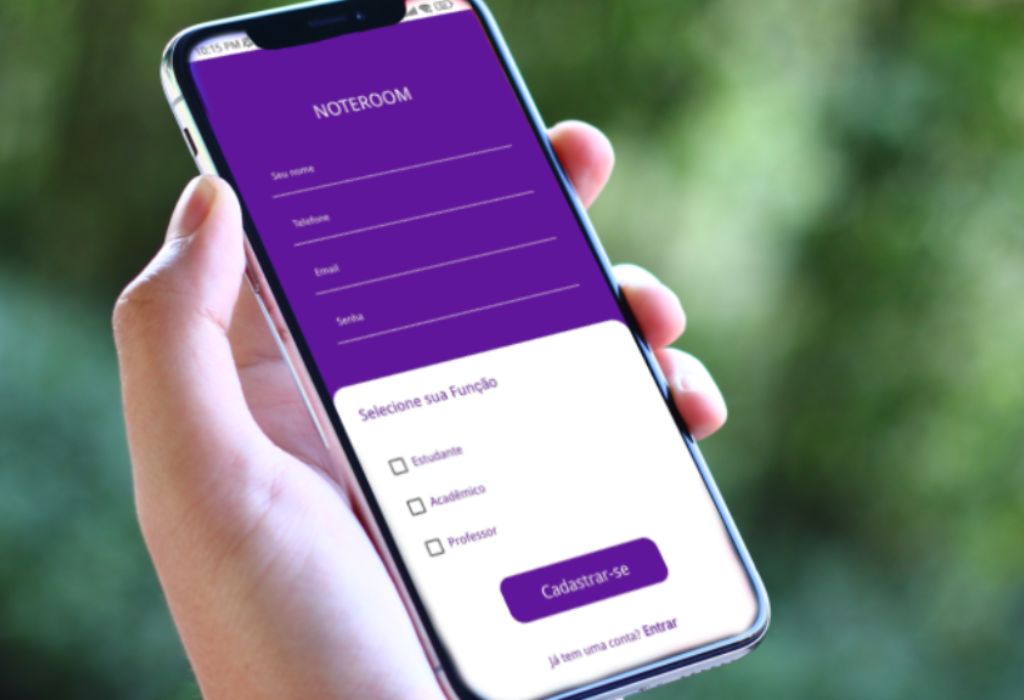 10:15 PM
NOTEROOM
Seu nome
Telefone
Email
Senha
Selecione sua Função
Estudante
Acadêmico
Professor
Cadastrar-se
Já tem uma conta? Entrar